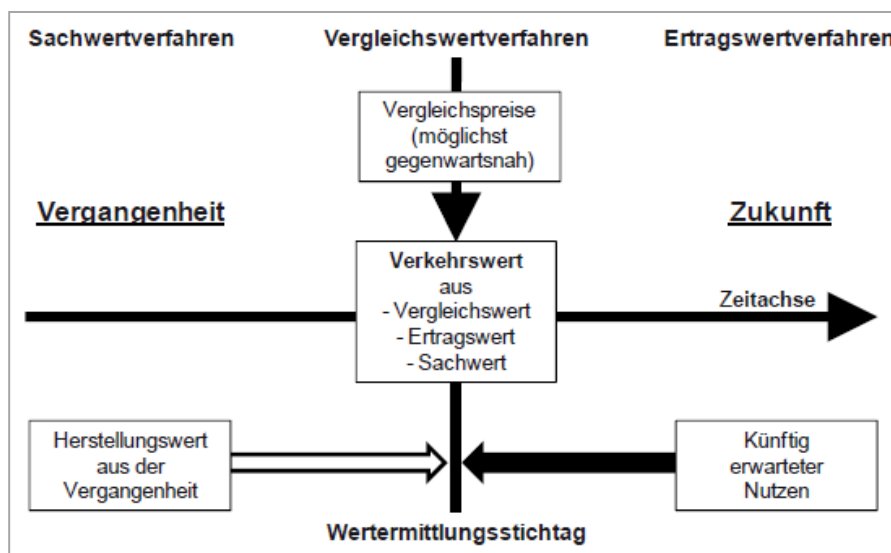 Sachwertverfahren
Vergleichswertverfahren
Ertragswertverfahren
Vergleichspreise
(möglichst
gegenwartsnah)
Vergangenheit
Zukunft
Verkehrswert
aus
- Vergleichswert
- Ertragswert
- Sachwert
Zeitachse
Herstellungswert
aus der
Vergangenheit
Künftig
erwarteter
Nutzen
Wertermittlungsstichtag